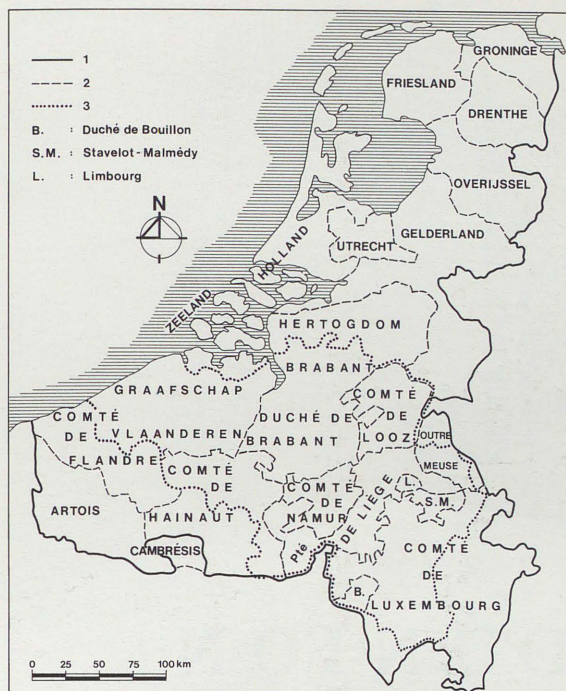 1
2
3
B. : Duché de Bouillon
S.M. : Stavelot-Malmédy
L. : Limbourg
N
GRONINGE
FRIESLAND
DRENTHE
OVERIJSSEL
HOLLAND
UTRECHT
GELDERLAND
ZEELAND
HERTOGDOM
BRABANT
GRAAFSCHAP
VLAANDEREN
COMTÉ
DE
FLANDRE
DUCHÉ DE
BRABANT
COMTÉ
DE
LOOZ
OUTRE
MEUSE
COMTÉ
DE
HAINAUT
COMTÉ
DE
NAMUR
Pté
DE LIÈGE
L.
S.M.
ARTOIS
CAMBRÉSIS
B.
COMTÉ
DE
LUXEMBOURG
0 25 50 75 100 km